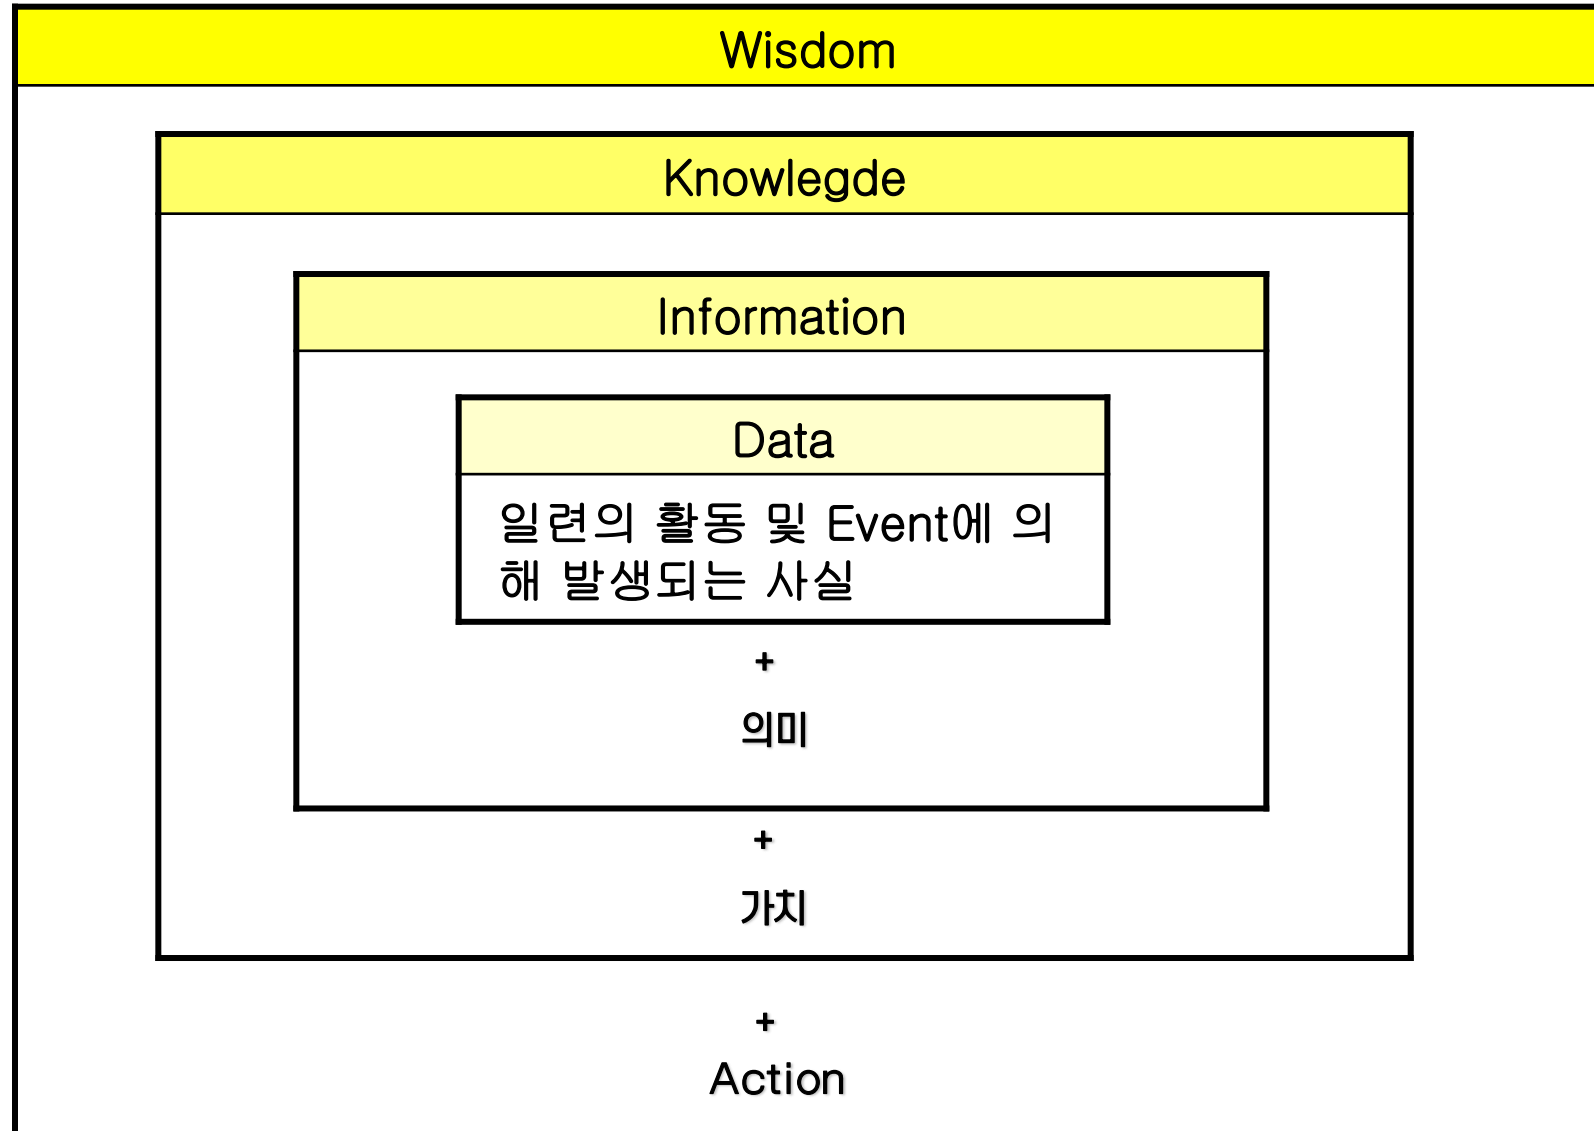 Wisdom
Knowlegde
Information
Data
일련의 활동 및 Event에 의
해 발생되는 사실
+
의미
+
가치
+
Action